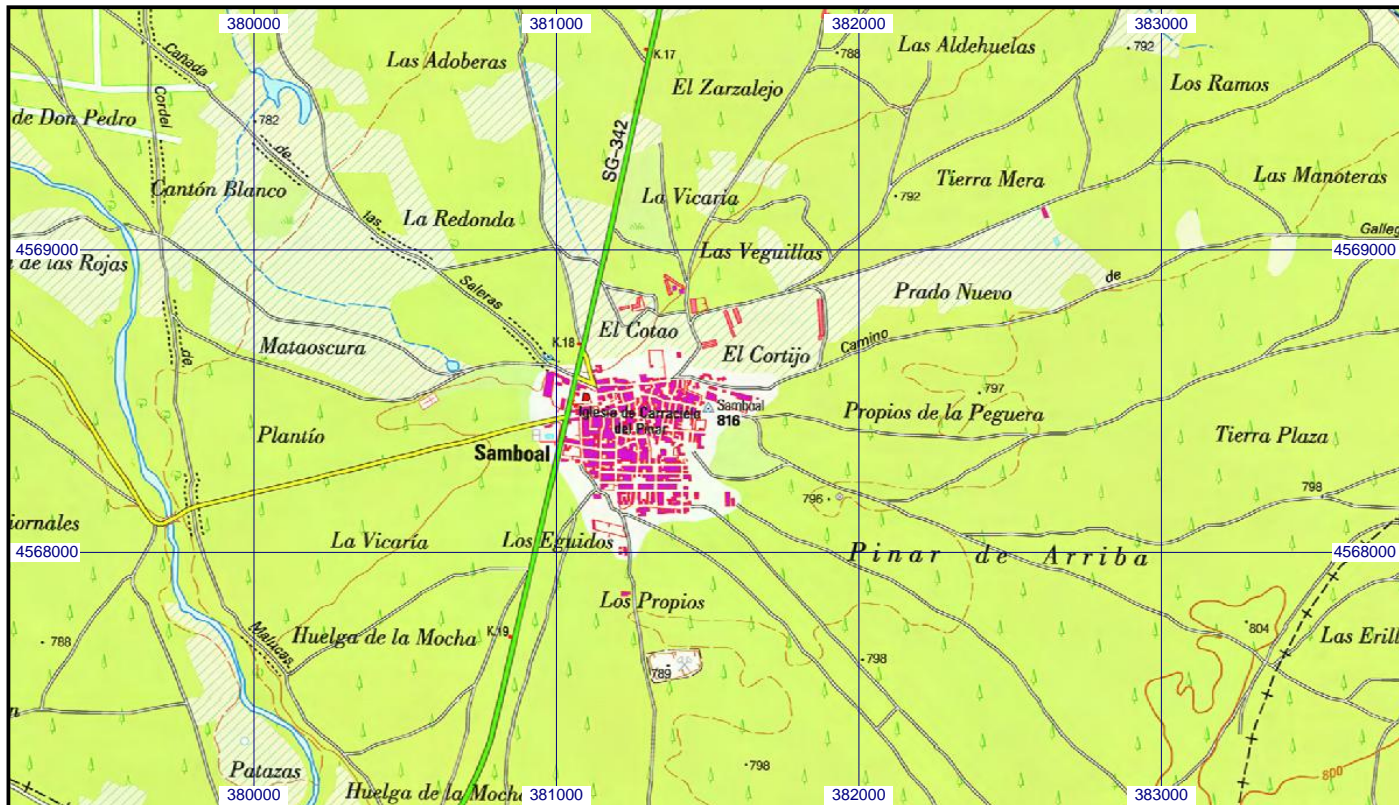 380000
381000
382000
383000
Cañada
Las Adoberas
K.17
788
Las Aldehuelas
792
Los Ramos
El Zarzalejo
de Don Pedro
Cordel
782
de
SG-342
Cantón Blanco
La Vicaría
Tierra Mera
792
Las Manoteras
las
La Redonda
4569000
4569000
Galleg
a de las Rojas
Las Veguillas
Saleras
de
Prado Nuevo
El Cotao
K.18
Mataoscura
de
El Cortijo
Camino
797
Samboal
816
Iglesia de Carracielo
del Pinar
Propios de la Peguera
Plantío
Tierra Plaza
Samboal
798
796
iornales
La Vicaría
Los Eguidos
4568000
4568000
Pinar de Arriba
Los Propios
804
Malucas
788
Huelga de la Mocha
K.19
Las Erill
789
798
n
798
Patazas
800
Huelga de la Mocha
380000
381000
382000
383000